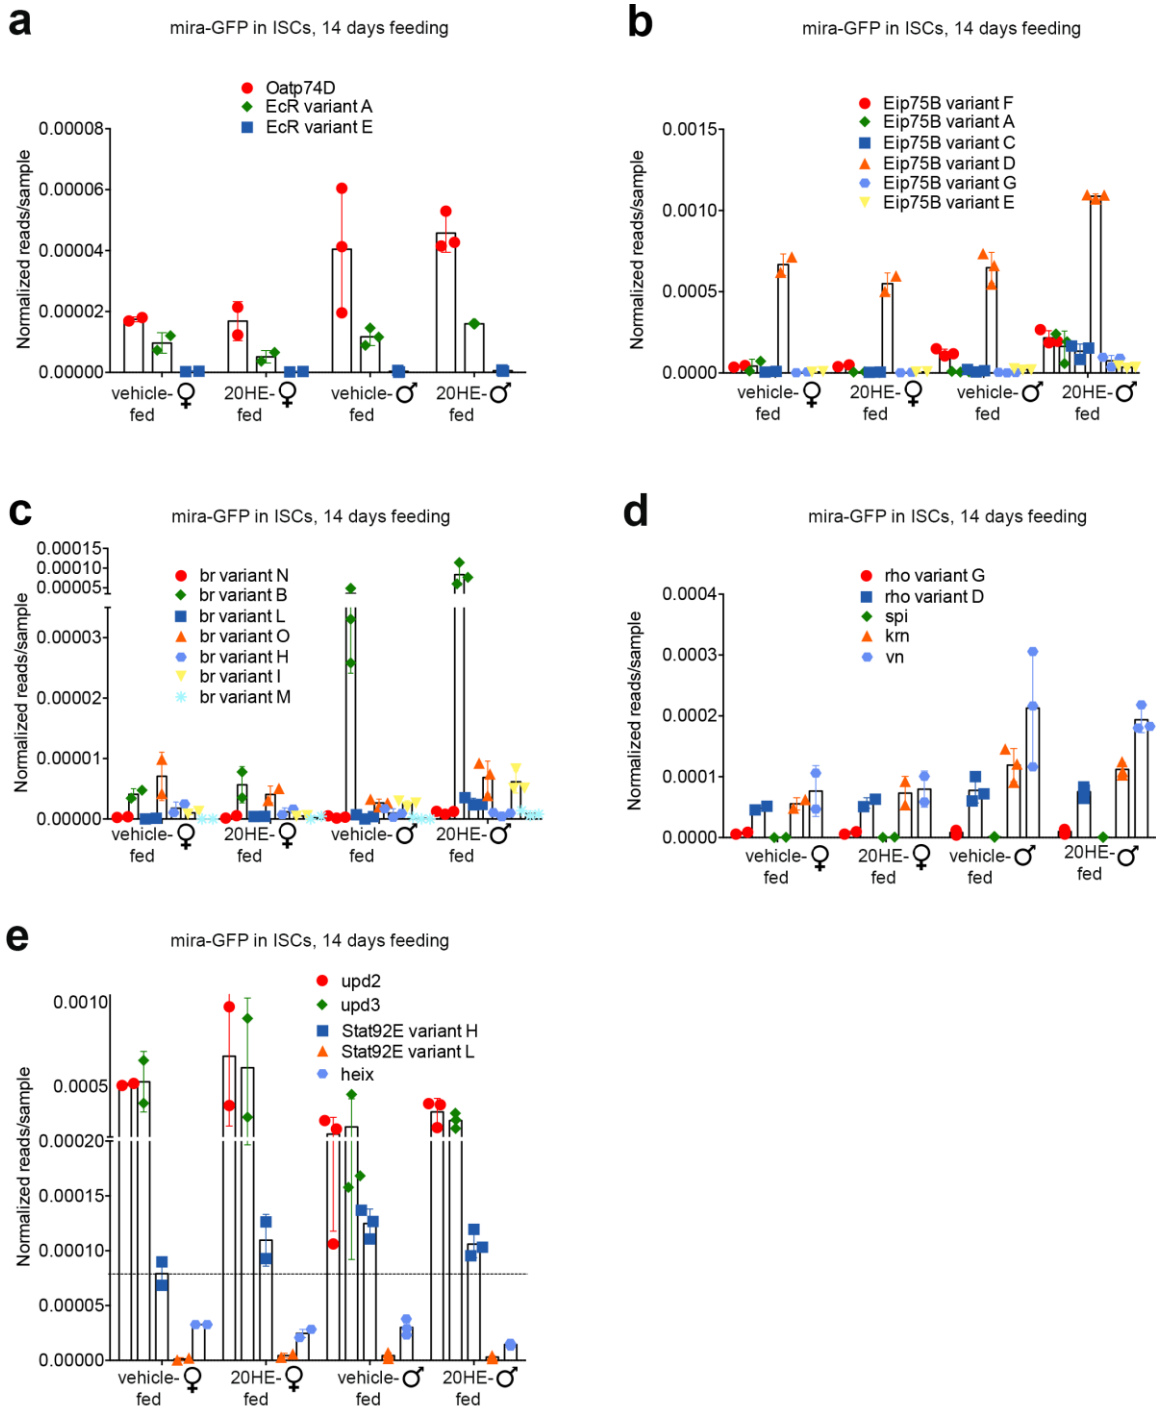 a
mira-GFP in ISCs, 14 days feeding
Oatp74D
EcR variant A
EcR variant E
Normalized reads/sample
0.00008
0.00006
0.00004
0.00002
0.00000
vehicle-♀ 20HE-♀ vehicle-♂ 20HE-♂
fed fed fed fed
b
mira-GFP in ISCs, 14 days feeding
Eip75B variant F
Eip75B variant A
Eip75B variant C
Eip75B variant D
Eip75B variant G
Eip75B variant E
Normalized reads/sample
0.0015
0.0010
0.0005
0.0000
vehicle-♀ 20HE-♀ vehicle-♂ 20HE-♂
fed fed fed fed
c
mira-GFP in ISCs, 14 days feeding
br variant N
br variant B
br variant L
br variant O
br variant H
br variant I
br variant M
Normalized reads/sample
0.00015
0.00010
0.00005
0.00003
0.00002
0.00001
0.00000
vehicle-♀ 20HE-♀ vehicle-♂ 20HE-♂
fed fed fed fed
d
mira-GFP in ISCs, 14 days feeding
rho variant G
rho variant D
spi
krn
vn
Normalized reads/sample
0.0004
0.0003
0.0002
0.0001
0.0000
vehicle-♀ 20HE-♀ vehicle-♂ 20HE-♂
fed fed fed fed
e
mira-GFP in ISCs, 14 days feeding
upd2
upd3
Stat92E variant H
Stat92E variant L
heix
Normalized reads/sample
0.0010
0.0005
0.00020
0.00015
0.00010
0.00005
0.00000
vehicle-♀ 20HE-♀ vehicle-♂ 20HE-♂
fed fed fed fed